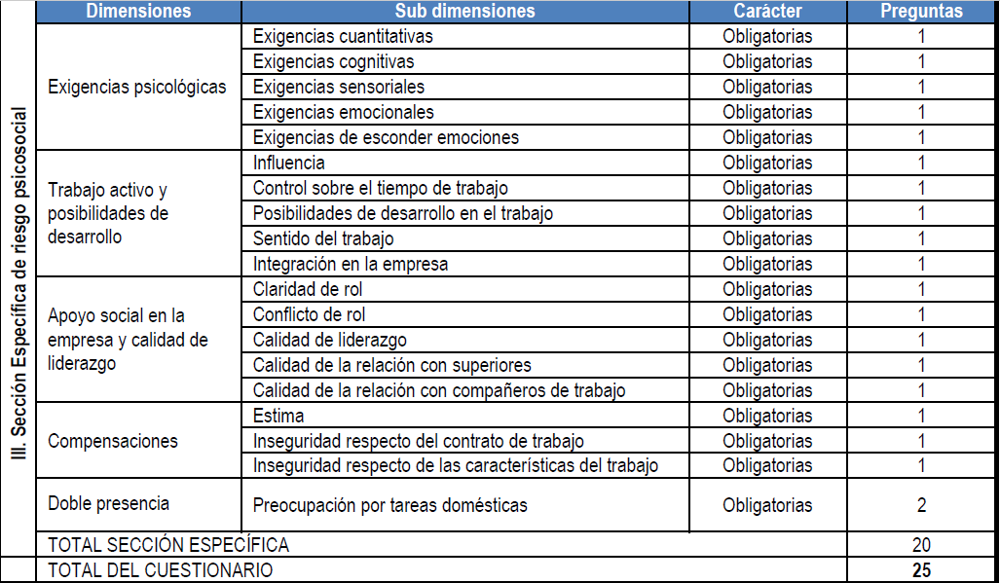 Dimensiones Sub dimensiones Carácter Preguntas
III. Sección Específica de riesgo psicosocial
Exigencias psicológicas
Exigencias cuantitativas Obligatorias 1
Exigencias cognitivas Obligatorias 1
Exigencias sensoriales Obligatorias 1
Exigencias emocionales Obligatorias 1
Exigencias de esconder emociones Obligatorias 1
Trabajo activo y
posibilidades de
desarrollo
Influencia Obligatorias 1
Control sobre el tiempo de trabajo Obligatorias 1
Posibilidades de desarrollo en el trabajo Obligatorias 1
Sentido del trabajo Obligatorias 1
Integración en la empresa Obligatorias 1
Apoyo social en la
empresa y calidad de
liderazgo
Claridad de rol Obligatorias 1
Conflicto de rol Obligatorias 1
Calidad de liderazgo Obligatorias 1
Calidad de la relación con superiores Obligatorias 1
Calidad de la relación con compañeros de trabajo Obligatorias 1
Compensaciones
Estima Obligatorias 1
Inseguridad respecto del contrato de trabajo Obligatorias 1
Inseguridad respecto de las características del trabajo Obligatorias 1
Doble presencia
Preocupación por tareas domésticas Obligatorias 2
TOTAL SECCIÓN ESPECÍFICA 20
TOTAL DEL CUESTIONARIO 25